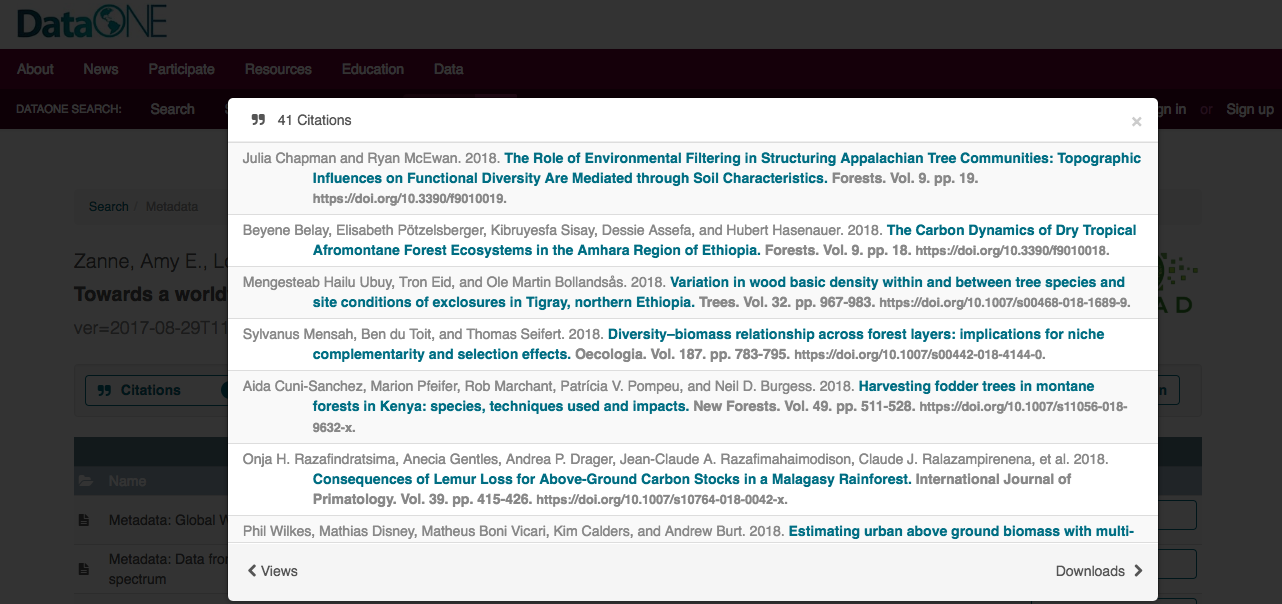 DataONE
About News Participate Resources Education Data
DATAONE SEARCH: Search
in or Sign up
41 Citations ×
Julia Chapman and Ryan McEwan. 2018. The Role of Environmental Filtering in Structuring Appalachian Tree Communities: Topographic
Influences on Functional Diversity Are Mediated through Soil Characteristics. Forests. Vol. 9. pp. 19.
https://doi.org/10.3390/f9010019.
Search / Metadata
Beyene Belay, Elisabeth Pötzelsberger, Kibruyesfa Sisay, Dessie Assefa, and Hubert Hasenauer. 2018. The Carbon Dynamics of Dry Tropical
Afromontane Forest Ecosystems in the Amhara Region of Ethiopia. Forests. Vol. 9. pp. 18. https://doi.org/10.3390/f9010018.
Zanne, Amy E.,
Mengesteab Hailu Ubuy, Tron Eid, and Ole Martin Bollandsås. 2018. Variation in wood basic density within and between tree species and
site conditions of exclosures in Tigray, northern Ethiopia. Trees. Vol. 32. pp. 967-983. https://doi.org/10.1007/s00468-018-1689-9.
Towards a world
ver=2017-08-29T11
Sylvanus Mensah, Ben du Toit, and Thomas Seifert. 2018. Diversity–biomass relationship across forest layers: implications for niche
complementarity and selection effects. Oecologia. Vol. 187. pp. 783-795. https://doi.org/10.1007/s00442-018-4144-0.
Citations
Aida Cuni-Sanchez, Marion Pfeifer, Rob Marchant, Patrícia V. Pompeu, and Neil D. Burgess. 2018. Harvesting fodder trees in montane
forests in Kenya: species, techniques used and impacts. New Forests. Vol. 49. pp. 511-528. https://doi.org/10.1007/s11056-018-
9632-x.
Onja H. Razafindratsima, Anecia Gentles, Andrea P. Drager, Jean-Claude A. Razafimahaimodison, Claude J. Ralazampirenena, et al. 2018.
Consequences of Lemur Loss for Above-Ground Carbon Stocks in a Malagasy Rainforest. International Journal of
Primatology. Vol. 39. pp. 415-426. https://doi.org/10.1007/s10764-018-0042-x.
Name
Metadata: Global W
Phil Wilkes, Mathias Disney, Matheus Boni Vicari, Kim Calders, and Andrew Burt. 2018. Estimating urban above ground biomass with multi-
Metadata: Data from
spectrum
Views Downloads